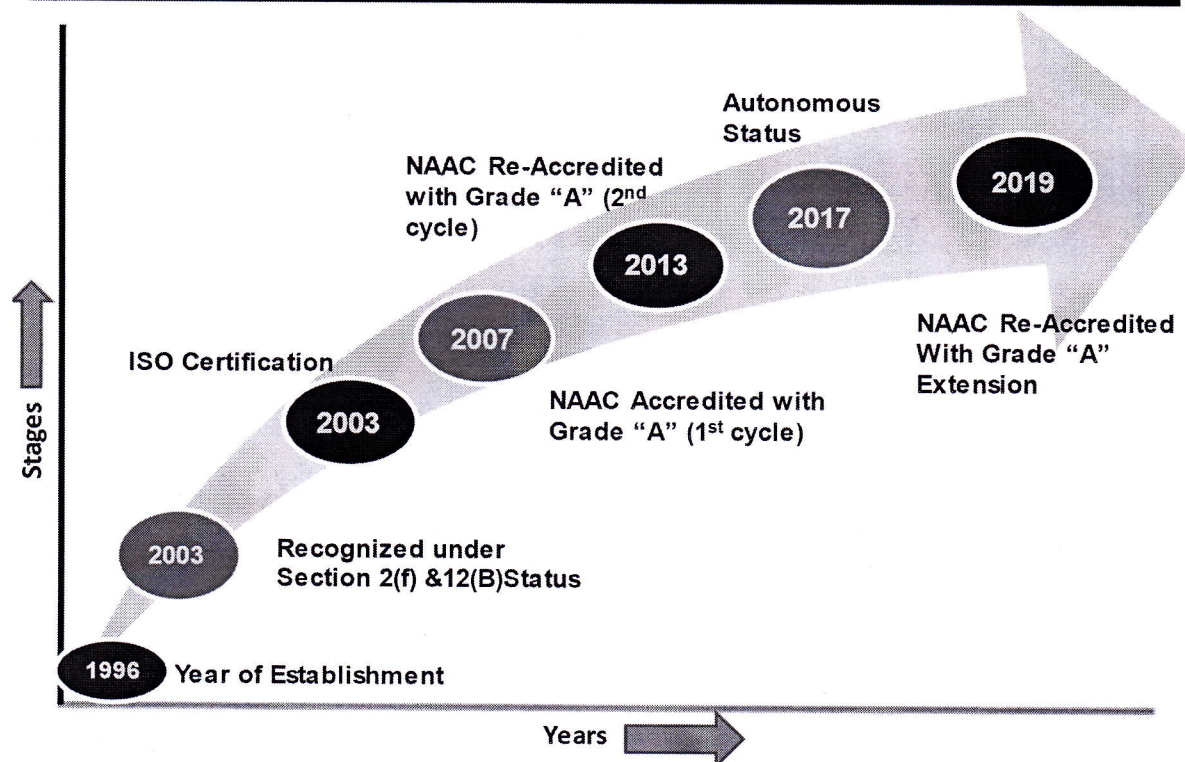 Autonomous
Status
NAAC Re-Accredited
with Grade “A” (2nd
cycle)
2019
2017
2013
2007
NAAC Re-Accredited
With Grade “A”
Extension
ISO Certification
NAAC Accredited with
Grade “A” (1st cycle)
2003
Stages
2003
Recognized under
Section 2(f) &12(B)Status
1996
Year of Establishment
Years